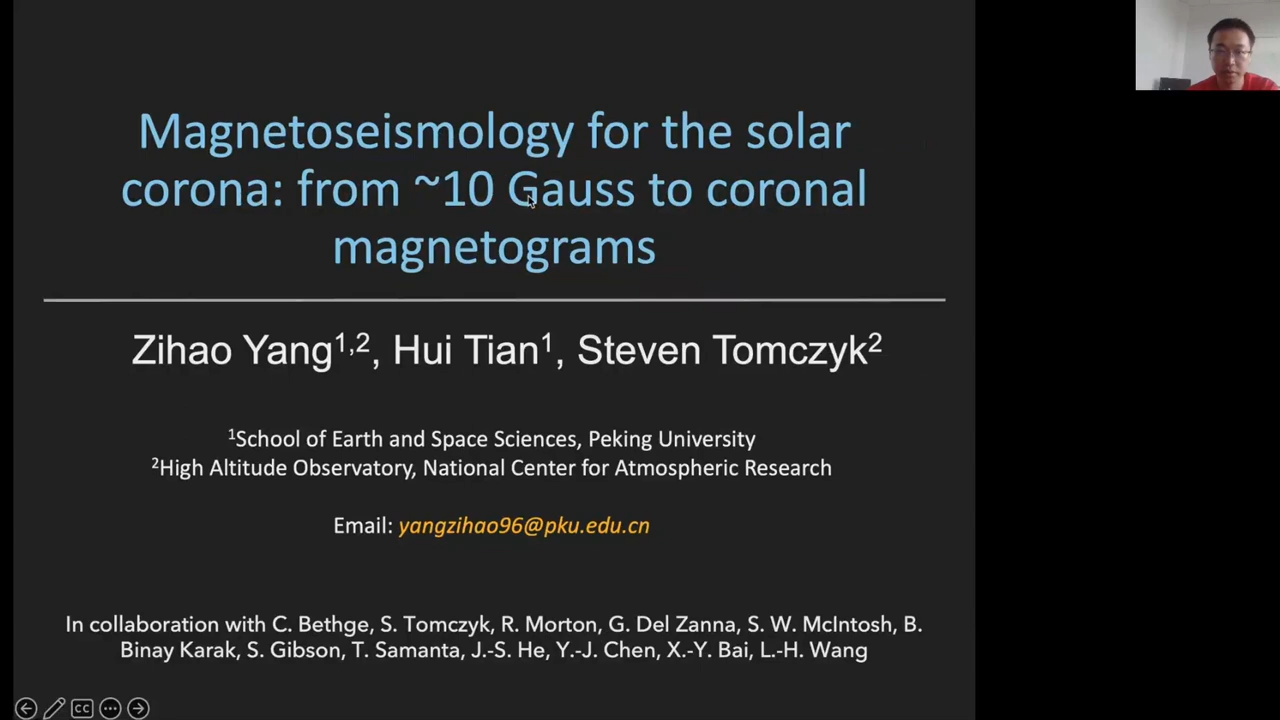 Magnetoseismology for the solar
corona: from ~10 Gauss to coronal
magnetograms
Zihao Yang1,2, Hui Tian1, Steven Tomczyk2
1School of Earth and Space Sciences, Peking University
2High Altitude Observatory, National Center for Atmospheric Research
Email: yangzihao96@pku.edu.cn
In collaboration with C. Bethge, S. Tomczyk, R. Morton, G. Del Zanna, S. W. McIntosh, B.
Binay Karak, S. Gibson, T. Samanta, J.-S. He, Y.-J. Chen, X.-Y. Bai, L.-H. Wang
CC